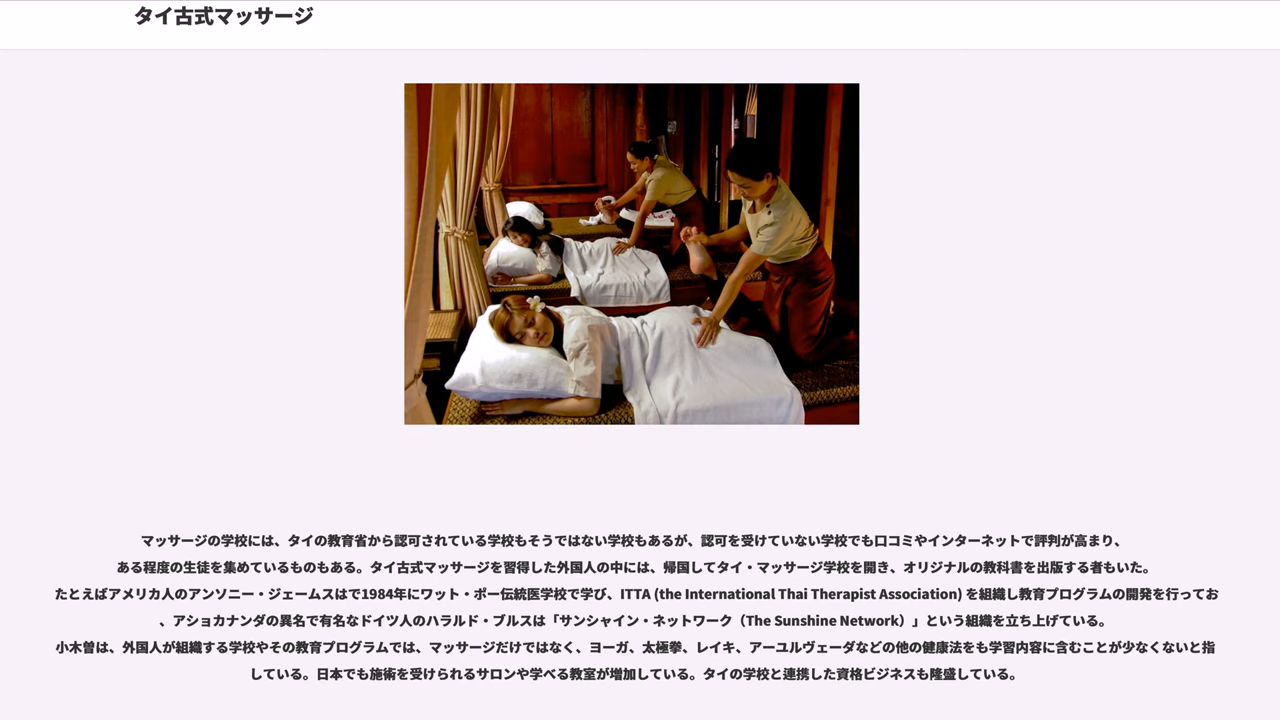 タイ古式マッサージ
マッサージの学校には、タイの教育省から認可されている学校もそうではない学校もあるが、認可を受けていない学校でも口コミやインターネットで評判が高まり、
ある程度の生徒を集めているものもある。タイ古式マッサージを習得した外国人の中には、帰国してタイ・マッサージ学校を開き、オリジナルの教科書を出版する者もいた。
たとえばアメリカ人のアンソニー・ジェームスはで1984年にワット・ポー伝統医学校で学び、ITTA (the International Thai Therapist Association) を組織し教育プログラムの開発を行ってお
、アショカナンダの異名で有名なドイツ人のハラルド・ブルスは「サンシャイン・ネットワーク（The Sunshine Network）」という組織を立ち上げている。
小木曽は、外国人が組織する学校やその教育プログラムでは、マッサージだけではなく、ヨーガ、太極拳、レイキ、アーユルヴェーダなどの他の健康法をも学習内容に含むことが少なくないと指
している。日本でも施術を受けられるサロンや学べる教室が増加している。タイの学校と連携した資格ビジネスも隆盛している。